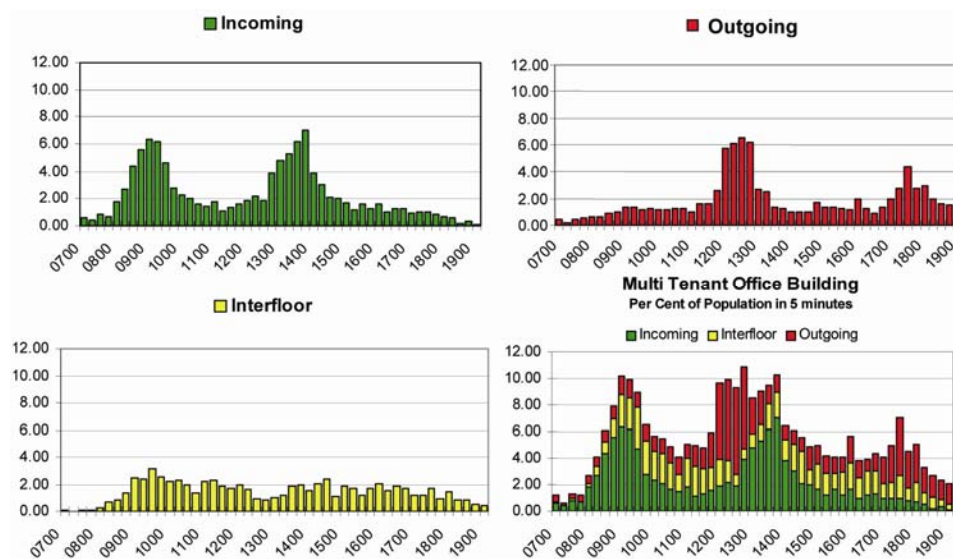 Incoming
12.00
10.00
8.00
6.00
4.00
2.00
0.00
0700 0800 0900 1000 1100 1200 1300 1400 1500 1600 1700 1800 1900
Outgoing
12.00
10.00
8.00
6.00
4.00
2.00
0.00
0700 0800 0900 1000 1100 1200 1300 1400 1500 1600 1700 1800 1900
Interfloor
12.00
10.00
8.00
6.00
4.00
2.00
0.00
0700 0800 0900 1000 1100 1200 1300 1400 1500 1600 1700 1800 1900
Multi Tenant Office Building
Per Cent of Population in 5 minutes
Incoming Interfloor Outgoing
12.00
10.00
8.00
6.00
4.00
2.00
0.00
0700 0800 0900 1000 1100 1200 1300 1400 1500 1600 1700 1800 1900